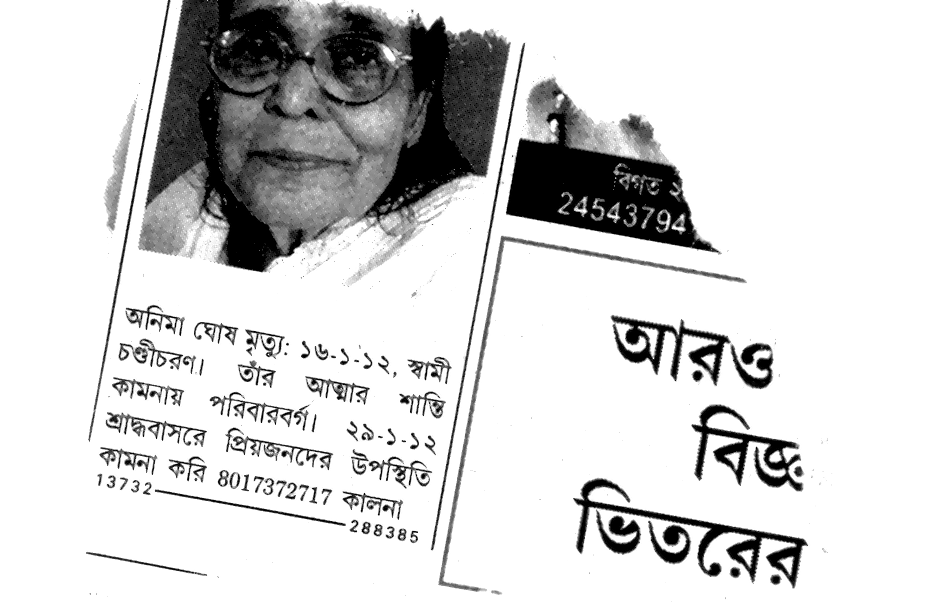 অনিমা ঘোষ মৃত্যু: ১৬-১-১২, স্বামী
চণ্ডীচরণ। তাঁর আত্মার শান্তি
কামনায় পরিবারবর্গ। ২৯-১-১২
শ্রাদ্ধবাসরে প্রিয়জনদের উপস্থিতি
কামনা করি 8017372717 কালনা
13732
288385
বিগত ২
24543794
আরও
বিজ্ঞ
ভিতরের